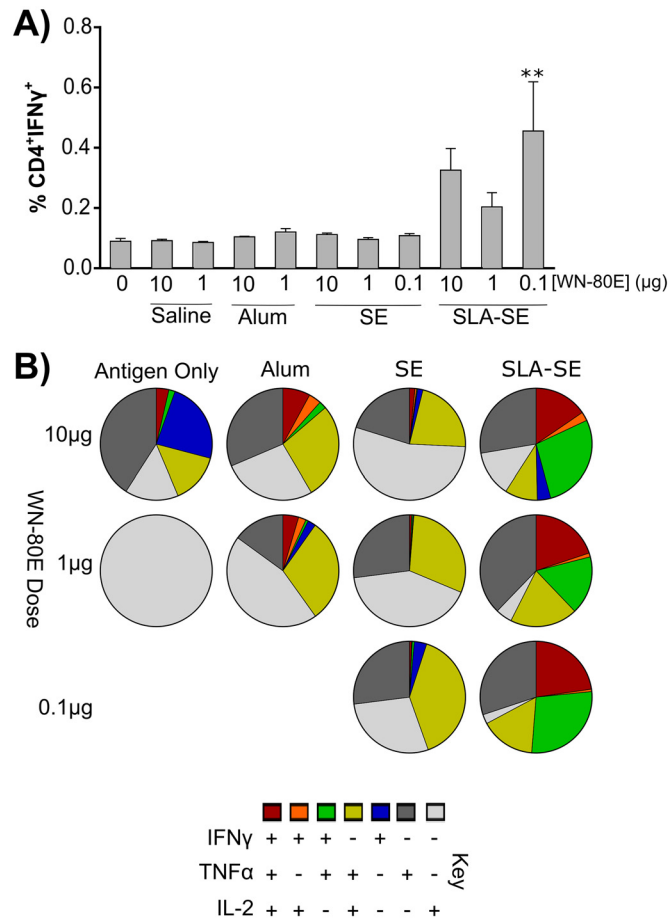 A)
% CD4+IFNγ+
0.8
0.6
0.4
0.2
0.0
**
0 10 1 10 1 10 1 0.1 10 1 0.1 [WN-80E] (µg)
Saline Alum SE SLA-SE
B)
Antigen Only Alum SE SLA-SE
WN-80E Dose
10µg
1µg
0.1µg
Key
IFNγ + + + - + - -
TNFα + - + + - + -
IL-2 + + - + - - +